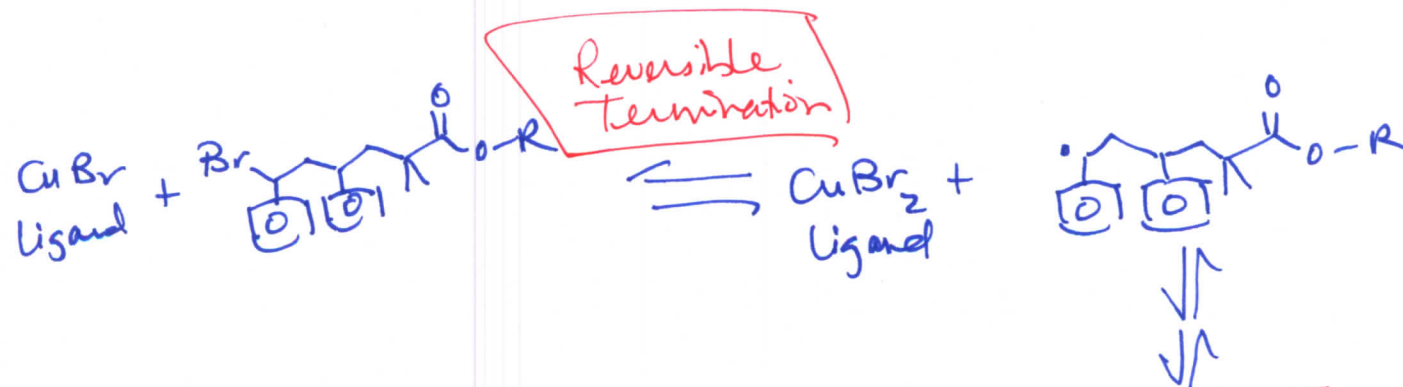 Reversible
Termination
CuBr
Ligand
+
Br
O
O-R
CuBr2 +
Ligand
O
O-R